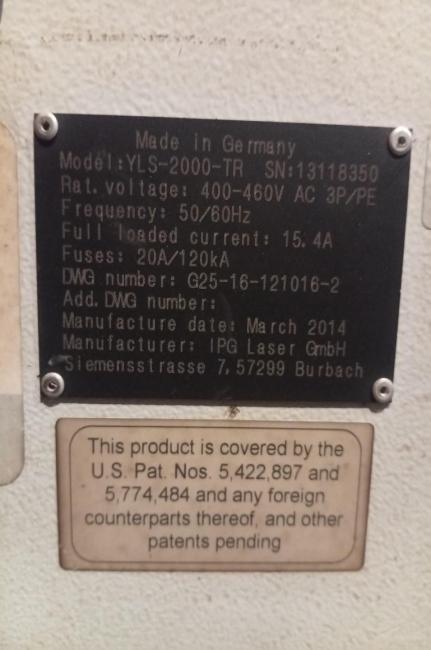 Made in Germany
Model:YLS-2000-TR SN:13118350
Rat. voltage: 400-460V AC 3P/PE
Frequency: 50/60Hz
Full loaded current: 15.4A
Fuses: 20A/120kA
DWG number: G25-16-121016-2
Add. DWG number:
Manufacture date: March 2014
Manufacturer: IPG Laser GmbH
Siemensstrasse 7, 57299 Burbach
This product is covered by the
U.S. Pat. Nos. 5,422,897 and
5,774,484 and any foreign
counterparts thereof, and other
patents pending